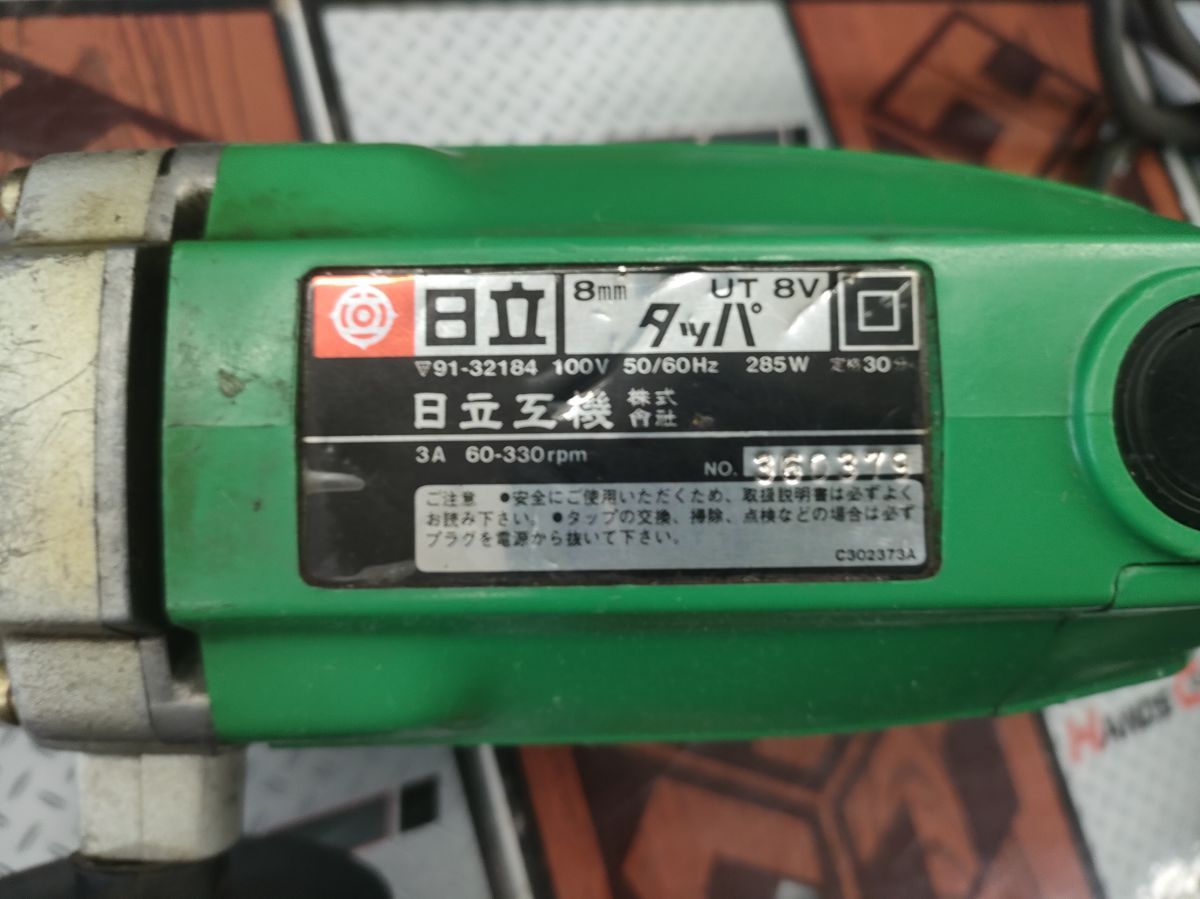 日立
8mm UT 8V
タッパ
▽91-32184 100V 50/60Hz 285W 定格30分
日立工機 株式会社
3A 60-330rpm
NO. 360379
ご注意 ●安全にご使用いただくため、取扱説明書は必ずよく
お読み下さい。●タップの交換、掃除、点検などの場合は必ず
プラグを電源から抜いて下さい。
C302373A
HANDS